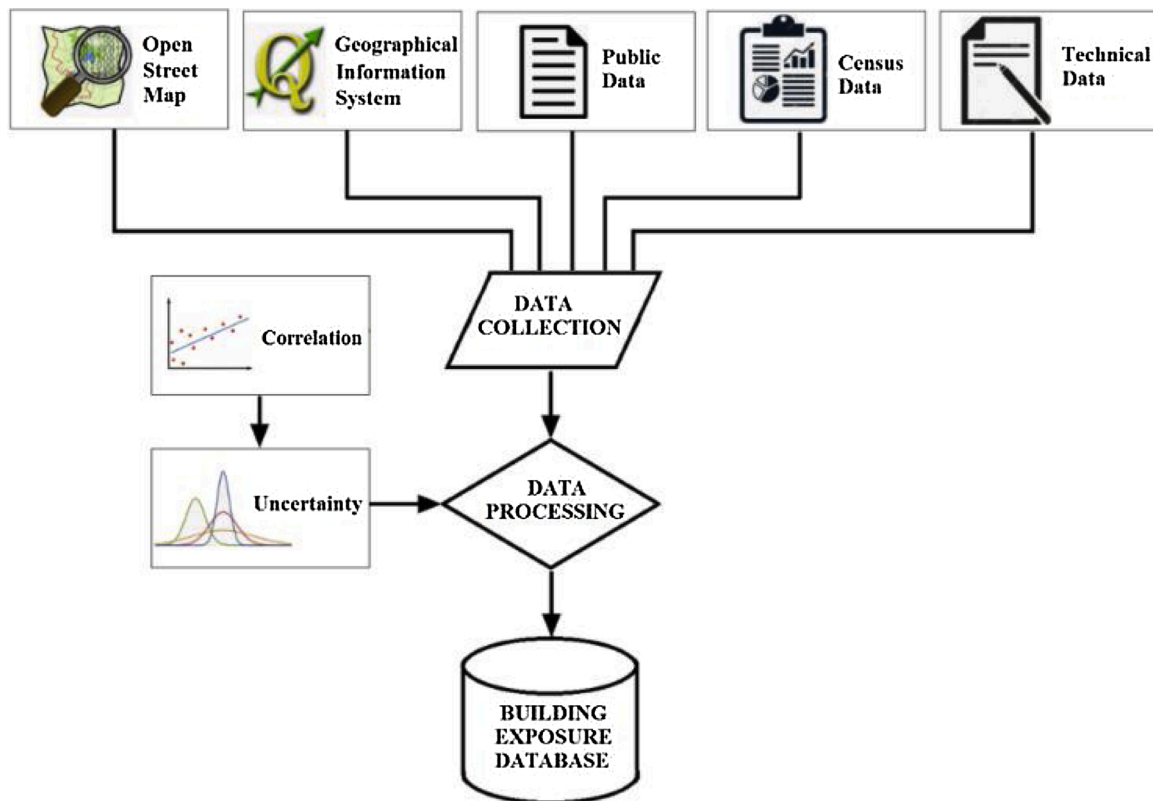 Open
Street
Map
Geographical
Information
System
Public
Data
Census
Data
Technical
Data
DATA
COLLECTION
Correlation
Uncertainty
DATA
PROCESSING
BUILDING
EXPOSURE
DATABASE